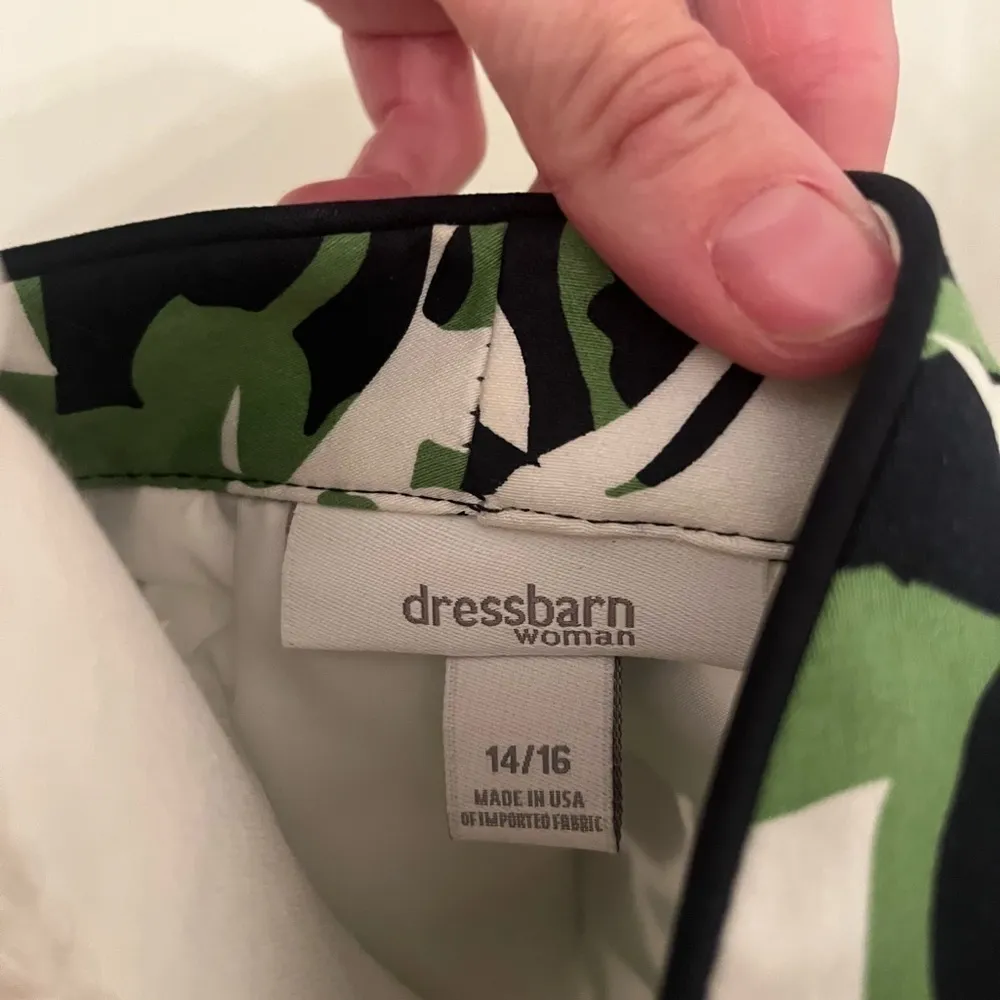 dressbarn
woman
14/16
MADE IN USA
OF IMPORTED FABRIC